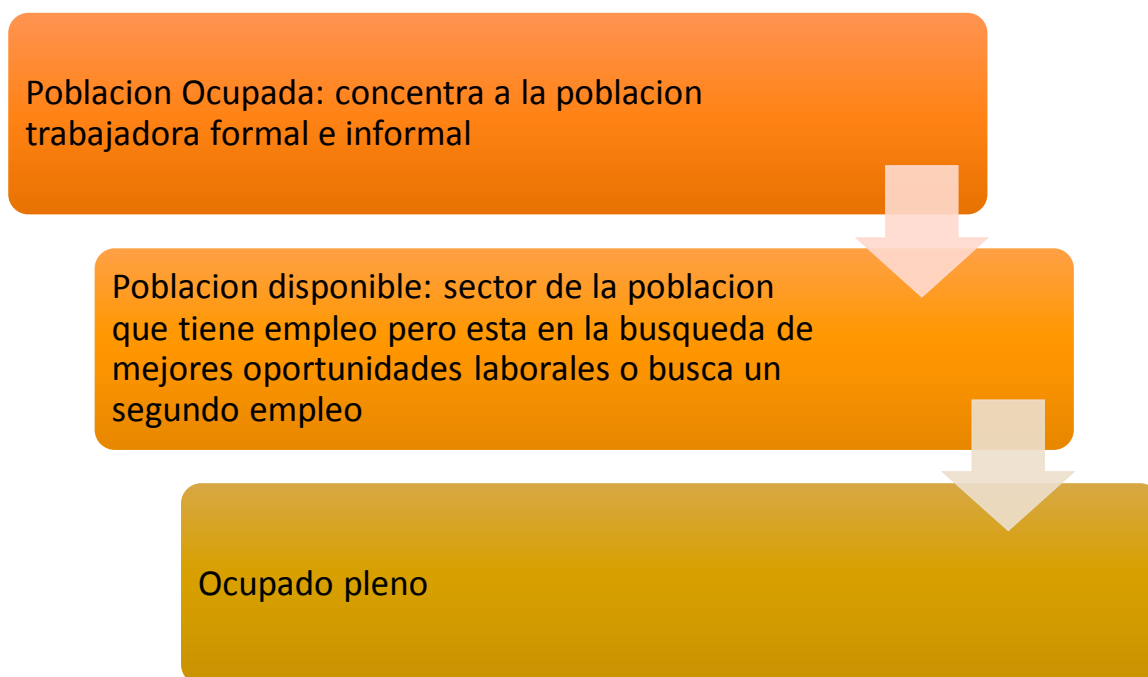 Poblacion Ocupada: concentra a la poblacion
trabajadora formal e informal
Poblacion disponible: sector de la poblacion
que tiene empleo pero esta en la busqueda de
mejores oportunidades laborales o busca un
segundo empleo
Ocupado pleno